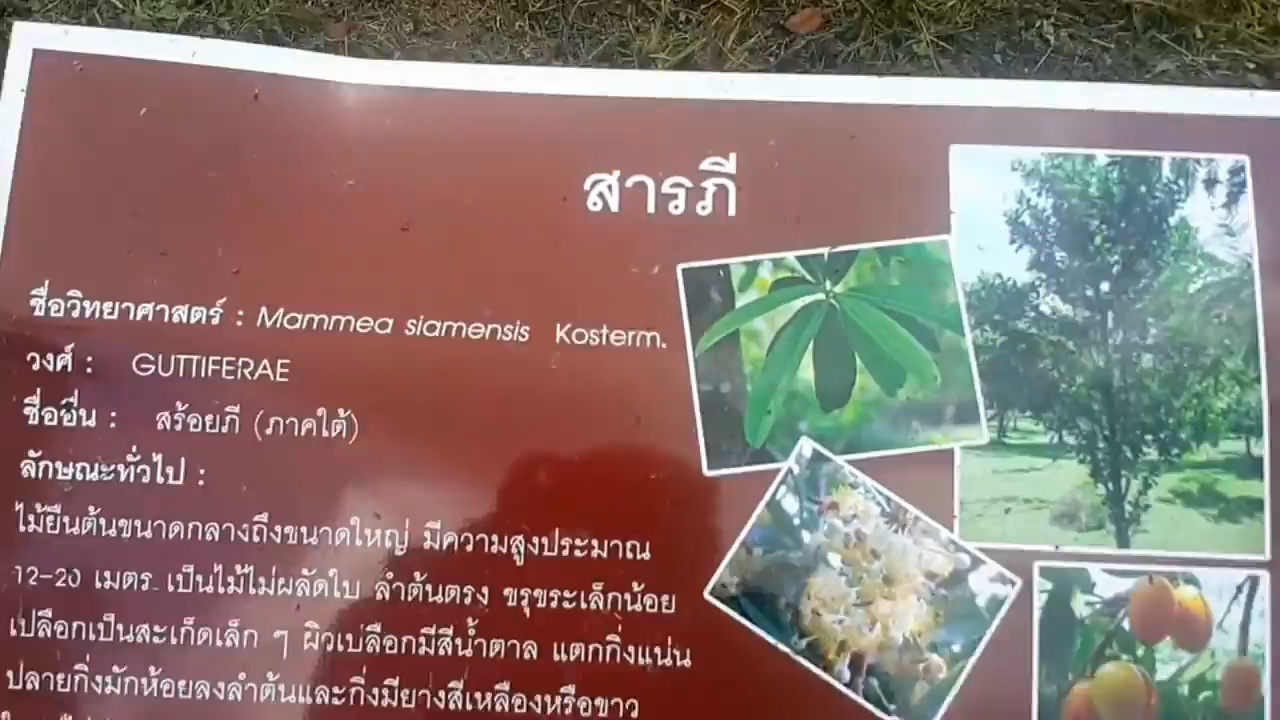 สารภี
ชื่อวิทยาศาสตร์ : Mammea siamensis Kosterm.
วงศ์ : GUTTIFERAE
ชื่ออื่น : สร้อยภี (ภาคใต้)
ลักษณะทั่วไป :
ไม้ยืนต้นขนาดกลางถึงขนาดใหญ่ มีความสูงประมาณ
12-20 เมตร เป็นไม้ไม่ผลัดใบ ลำต้นตรง ขรุขระเล็กน้อย
เปลือกเป็นสะเก็ดเล็ก ๆ ผิวเปลือกมีสีน้ำตาล แตกกิ่งแน่น
ปลายกิ่งมักห้อยลงลำต้นและกิ่งมียางสีเหลืองหรือขาว